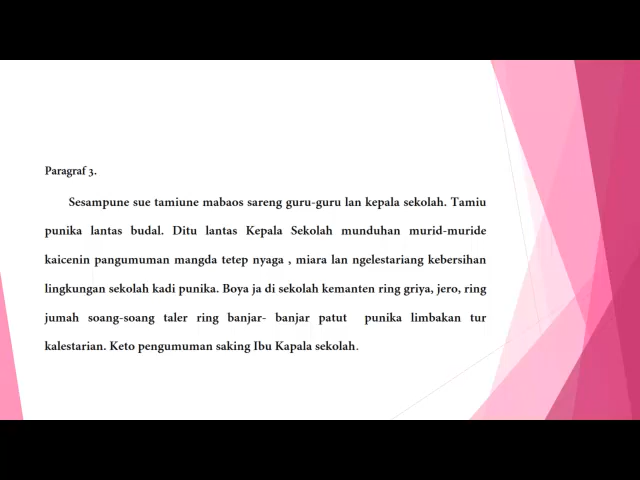 Paragraf 3.
Sesampune sue tamiune mabaos sareng guru-guru lan kepala sekolah. Tamiu
punika lantas budal. Ditu lantas Kepala Sekolah munduhan murid-muride
kaicenin pangumuman mangda tetep nyaga , miara lan ngelestariang kebersihan
lingkungan sekolah kadi punika. Boya ja di sekolah kemanten ring griya, jero, ring
jumah soang-soang taler ring banjar- banjar patut punika limbakan tur
kalestarian. Keto pengumuman saking Ibu Kapala sekolah.